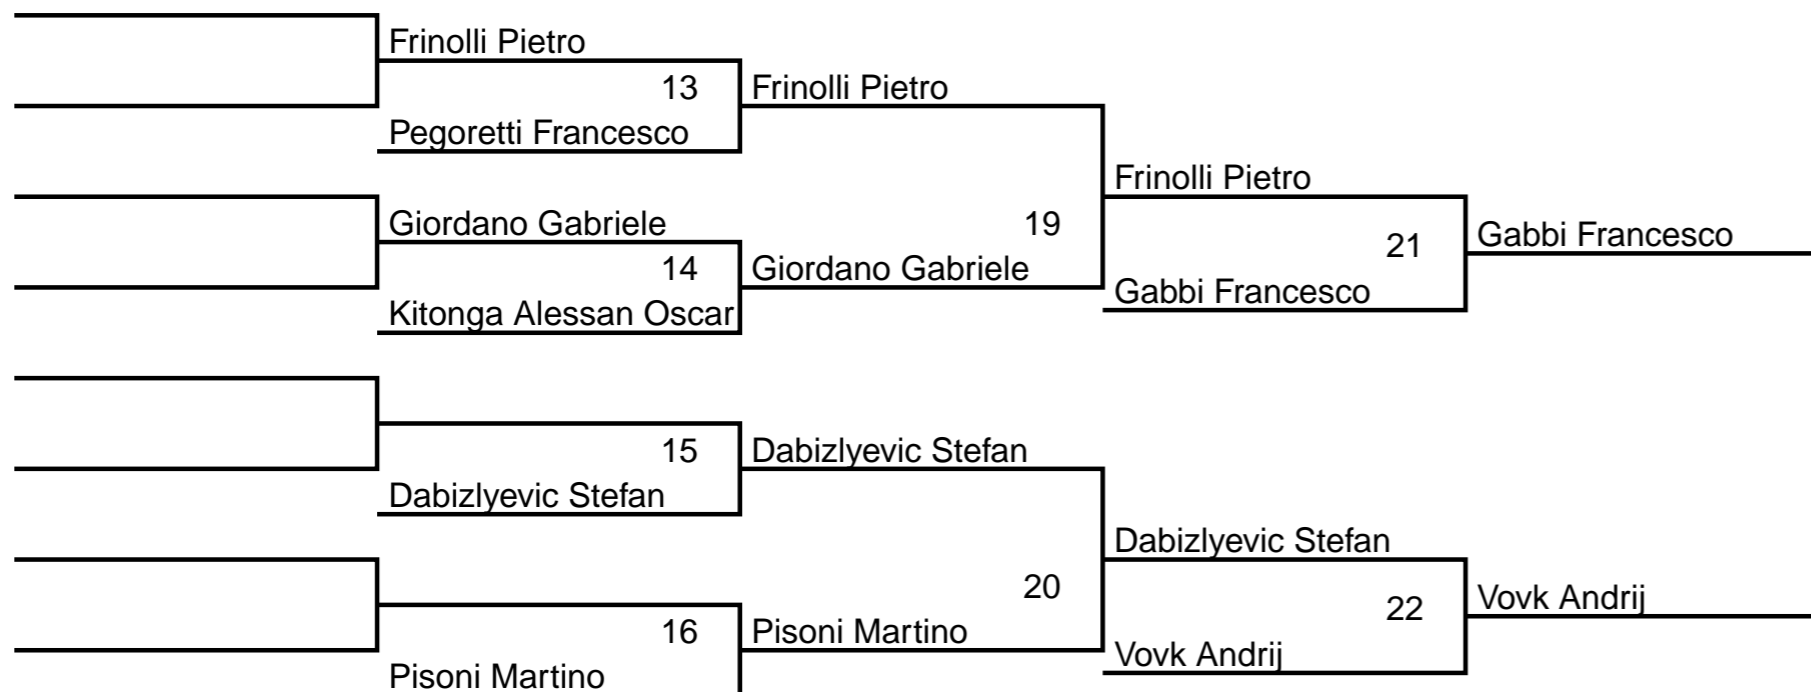 Frinolli Pietro
13
Frinolli Pietro
Pegoretti Francesco
Frinolli Pietro
Giordano Gabriele
19
Gabbi Francesco
21
14
Giordano Gabriele
Gabbi Francesco
Kitonga Alessan Oscar
15
Dabizlyevic Stefan
Dabizlyevic Stefan
Dabizlyevic Stefan
20
Vovk Andrij
22
16
Pisoni Martino
Vovk Andrij
Pisoni Martino